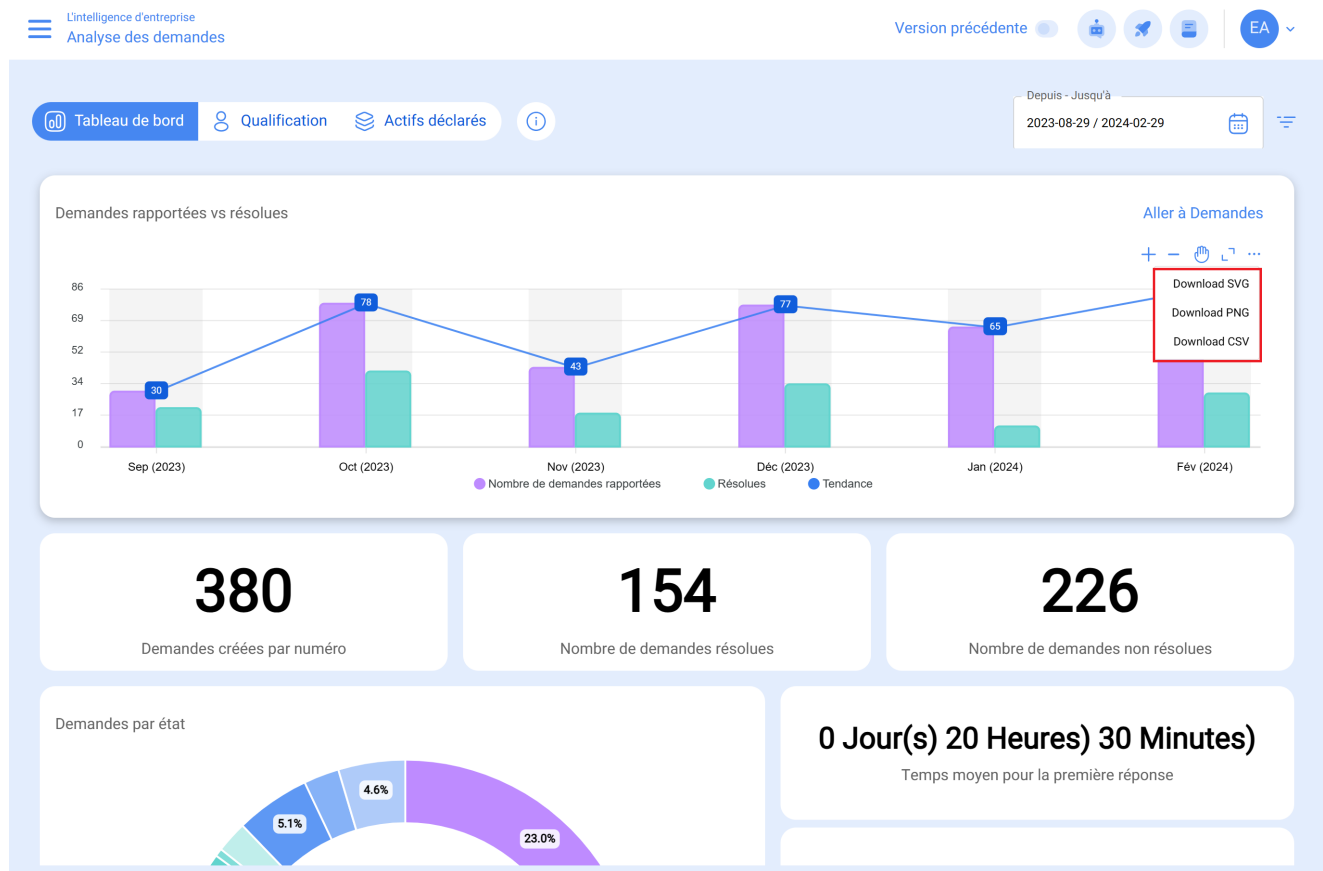 L'intelligence d'entreprise
Analyse des demandes
Version précédente
EA
Tableau de bord
Qualification
Actifs déclarés
Depuis - Jusqu'à
2023-08-29 / 2024-02-29
Demandes rapportées vs résolues
Aller à Demandes
Download SVG
Download PNG
Download CSV
86
69
52
34
17
0
30
78
43
77
65
Sep (2023)
Oct (2023)
Nov (2023)
Déc (2023)
Jan (2024)
Fév (2024)
Nombre de demandes rapportées
Résolues
Tendance
380
Demandes créées par numéro
154
Nombre de demandes résolues
226
Nombre de demandes non résolues
Demandes par état
4.6%
5.1%
23.0%
0 Jour(s) 20 Heures) 30 Minutes)
Temps moyen pour la première réponse